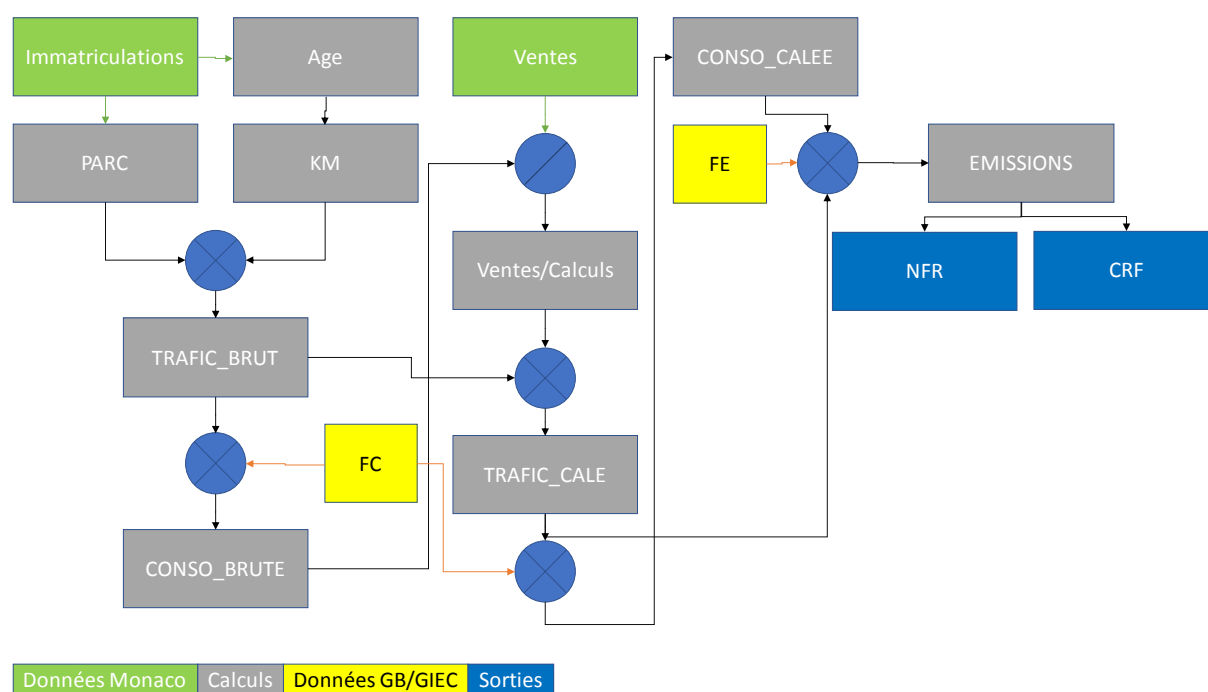 Immatriculations
Age
Ventes
CONSO_CALEE
PARC
KM
FE
EMISSIONS
Ventes/Calculs
NFR
CRF
TRAFIC_BRUT
FC
TRAFIC_CALE
CONSO_BRUTE
Données Monaco
Calculs
Données GB/GIEC
Sorties